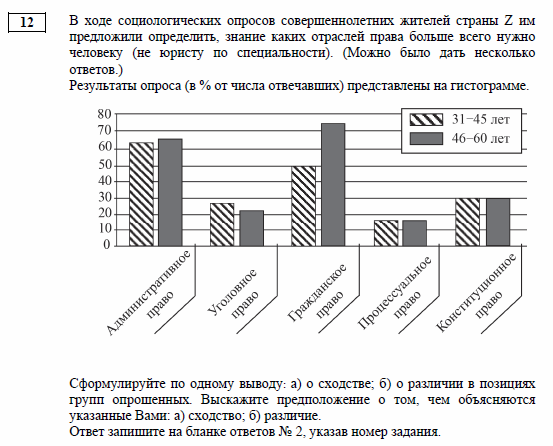 12
В ходе социологических опросов совершеннолетних жителей страны Z им
предложили определить, знание каких отраслей права больше всего нужно
человеку (не юристу по специальности). (Можно было дать несколько
ответов.)
Результаты опроса (в % от числа отвечавших) представлены на гистограмме.
80
70
60
50
40
30
20
10
0
31−45 лет
46−60 лет
Административное
право
Уголовное
право
Гражданское
право
Процессуальное
право
Конституционное
право
Сформулируйте по одному выводу: а) о сходстве; б) о различии в позициях
групп опрошенных. Выскажите предположение о том, чем объясняются
указанные Вами: а) сходство; б) различие.
Ответ запишите на бланке ответов № 2, указав номер задания.